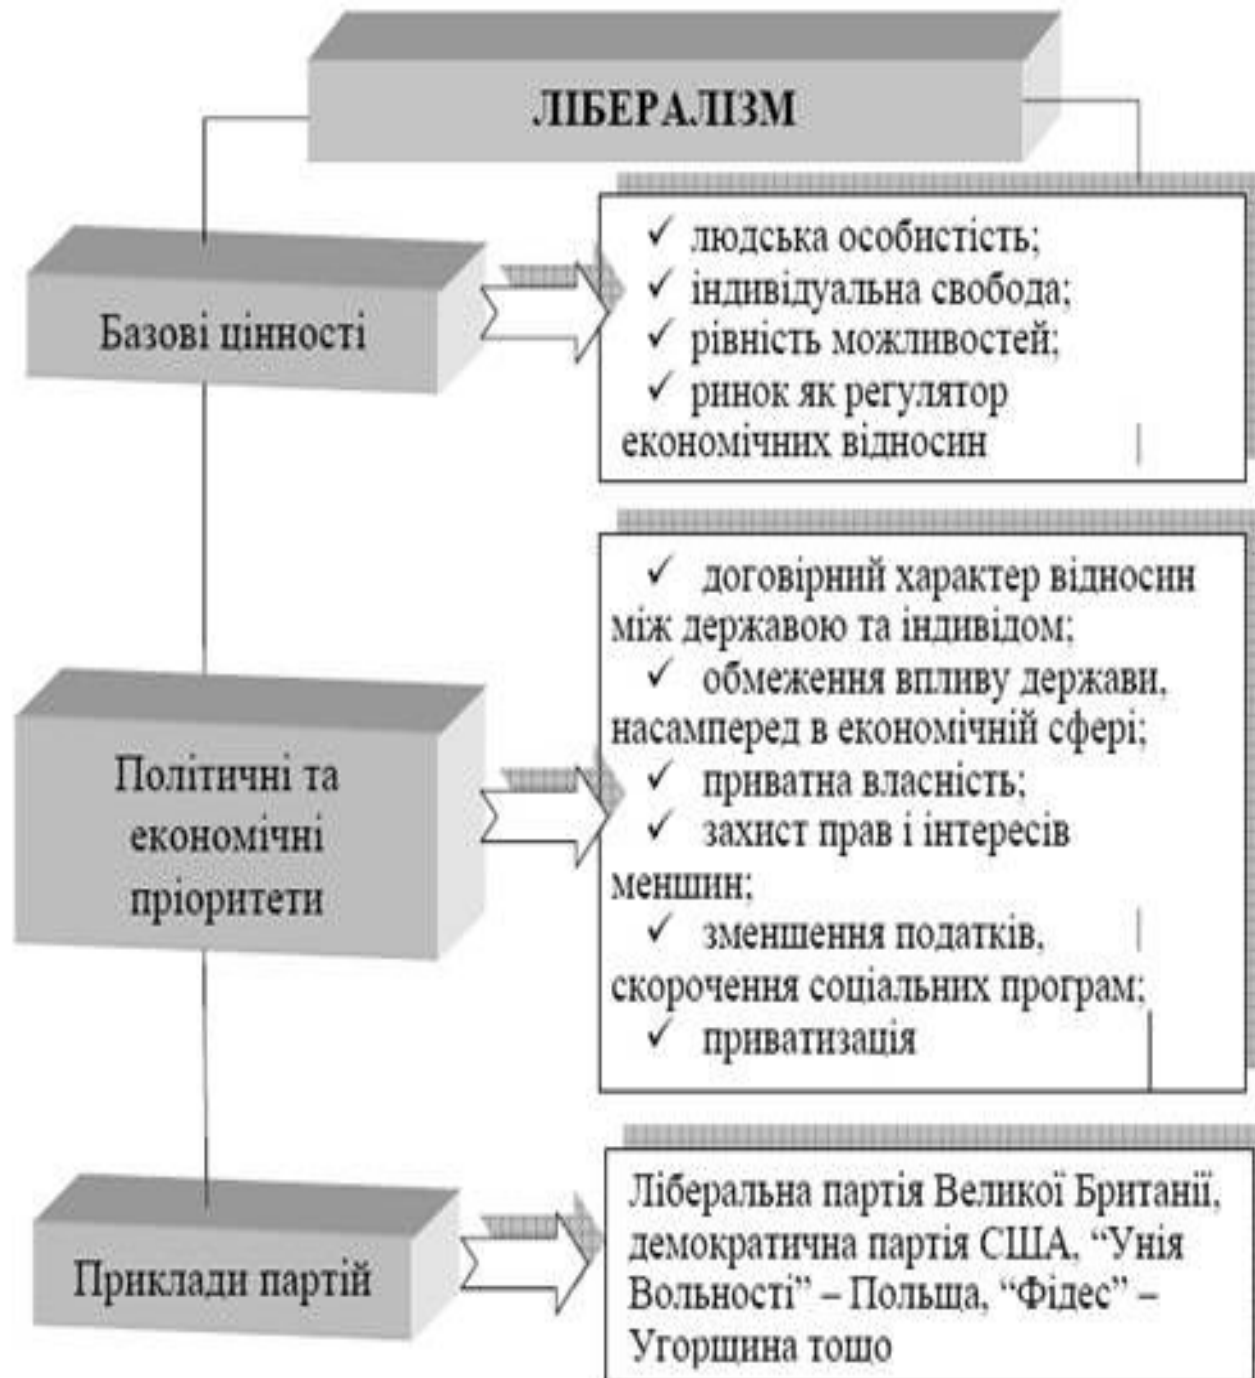 ЛІБЕРАЛІЗМ
Базові цінності
✓ людська особистість;
✓ індивідуальна свобода;
✓ рівність можливостей;
✓ ринок як регулятор
економічних відносин
Політичні та
економічні
пріоритети
✓ договірний характер відносин
між державою та індивідом;
✓ обмеження впливу держави,
насамперед в економічній сфері;
✓ приватна власність;
✓ захист прав і інтересів
меншин;
✓ зменшення податків,
скорочення соціальних програм;
✓ приватизація
Приклади партій
Ліберальна партія Великої Британії,
демократична партія США, “Унія
Вольності” – Польща, “Фідес” –
Угорщина тощо